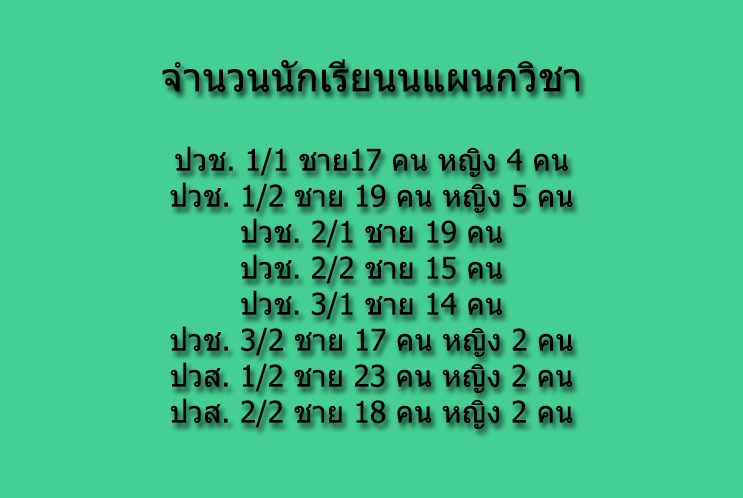 จำนวนนักเรียนนแผนกวิชา
ปวช. 1/1 ชาย17 คน หญิง 4 คน
ปวช. 1/2 ชาย 19 คน หญิง 5 คน
ปวช. 2/1 ชาย 19 คน
ปวช. 2/2 ชาย 15 คน
ปวช. 3/1 ชาย 14 คน
ปวช. 3/2 ชาย 17 คน หญิง 2 คน
ปวส. 1/2 ชาย 23 คน หญิง 2 คน
ปวส. 2/2 ชาย 18 คน หญิง 2 คน